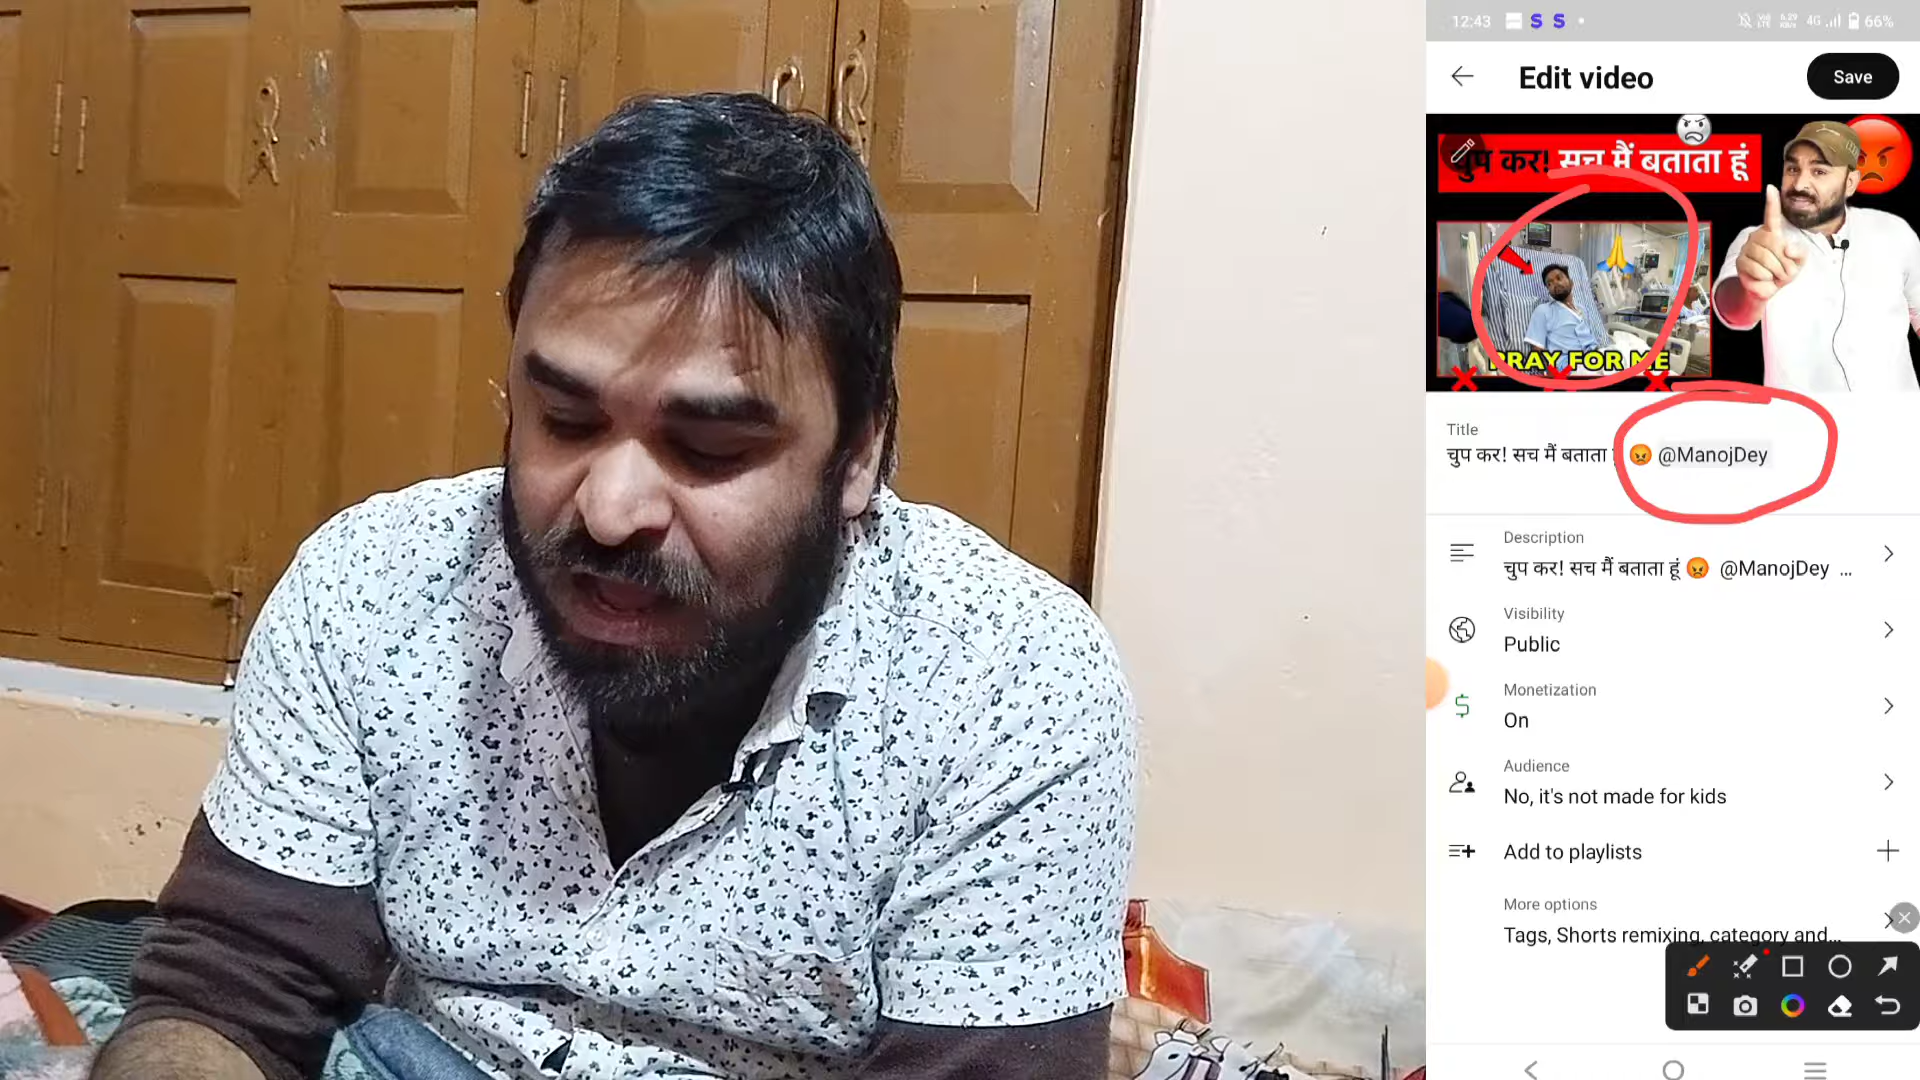 12:43 S S 4G 66%
Edit video
Save
चुप कर! सच मैं बताता हूं
PRAY FOR ME
Title
चुप कर! सच मैं बताता 😡 @ManojDey
Description
चुप कर! सच मैं बताता हूं 😡 @ManojDey ...
Visibility
Public
Monetization
On
Audience
No, it's not made for kids
Add to playlists
More options
Tags, Shorts remixing, category and...